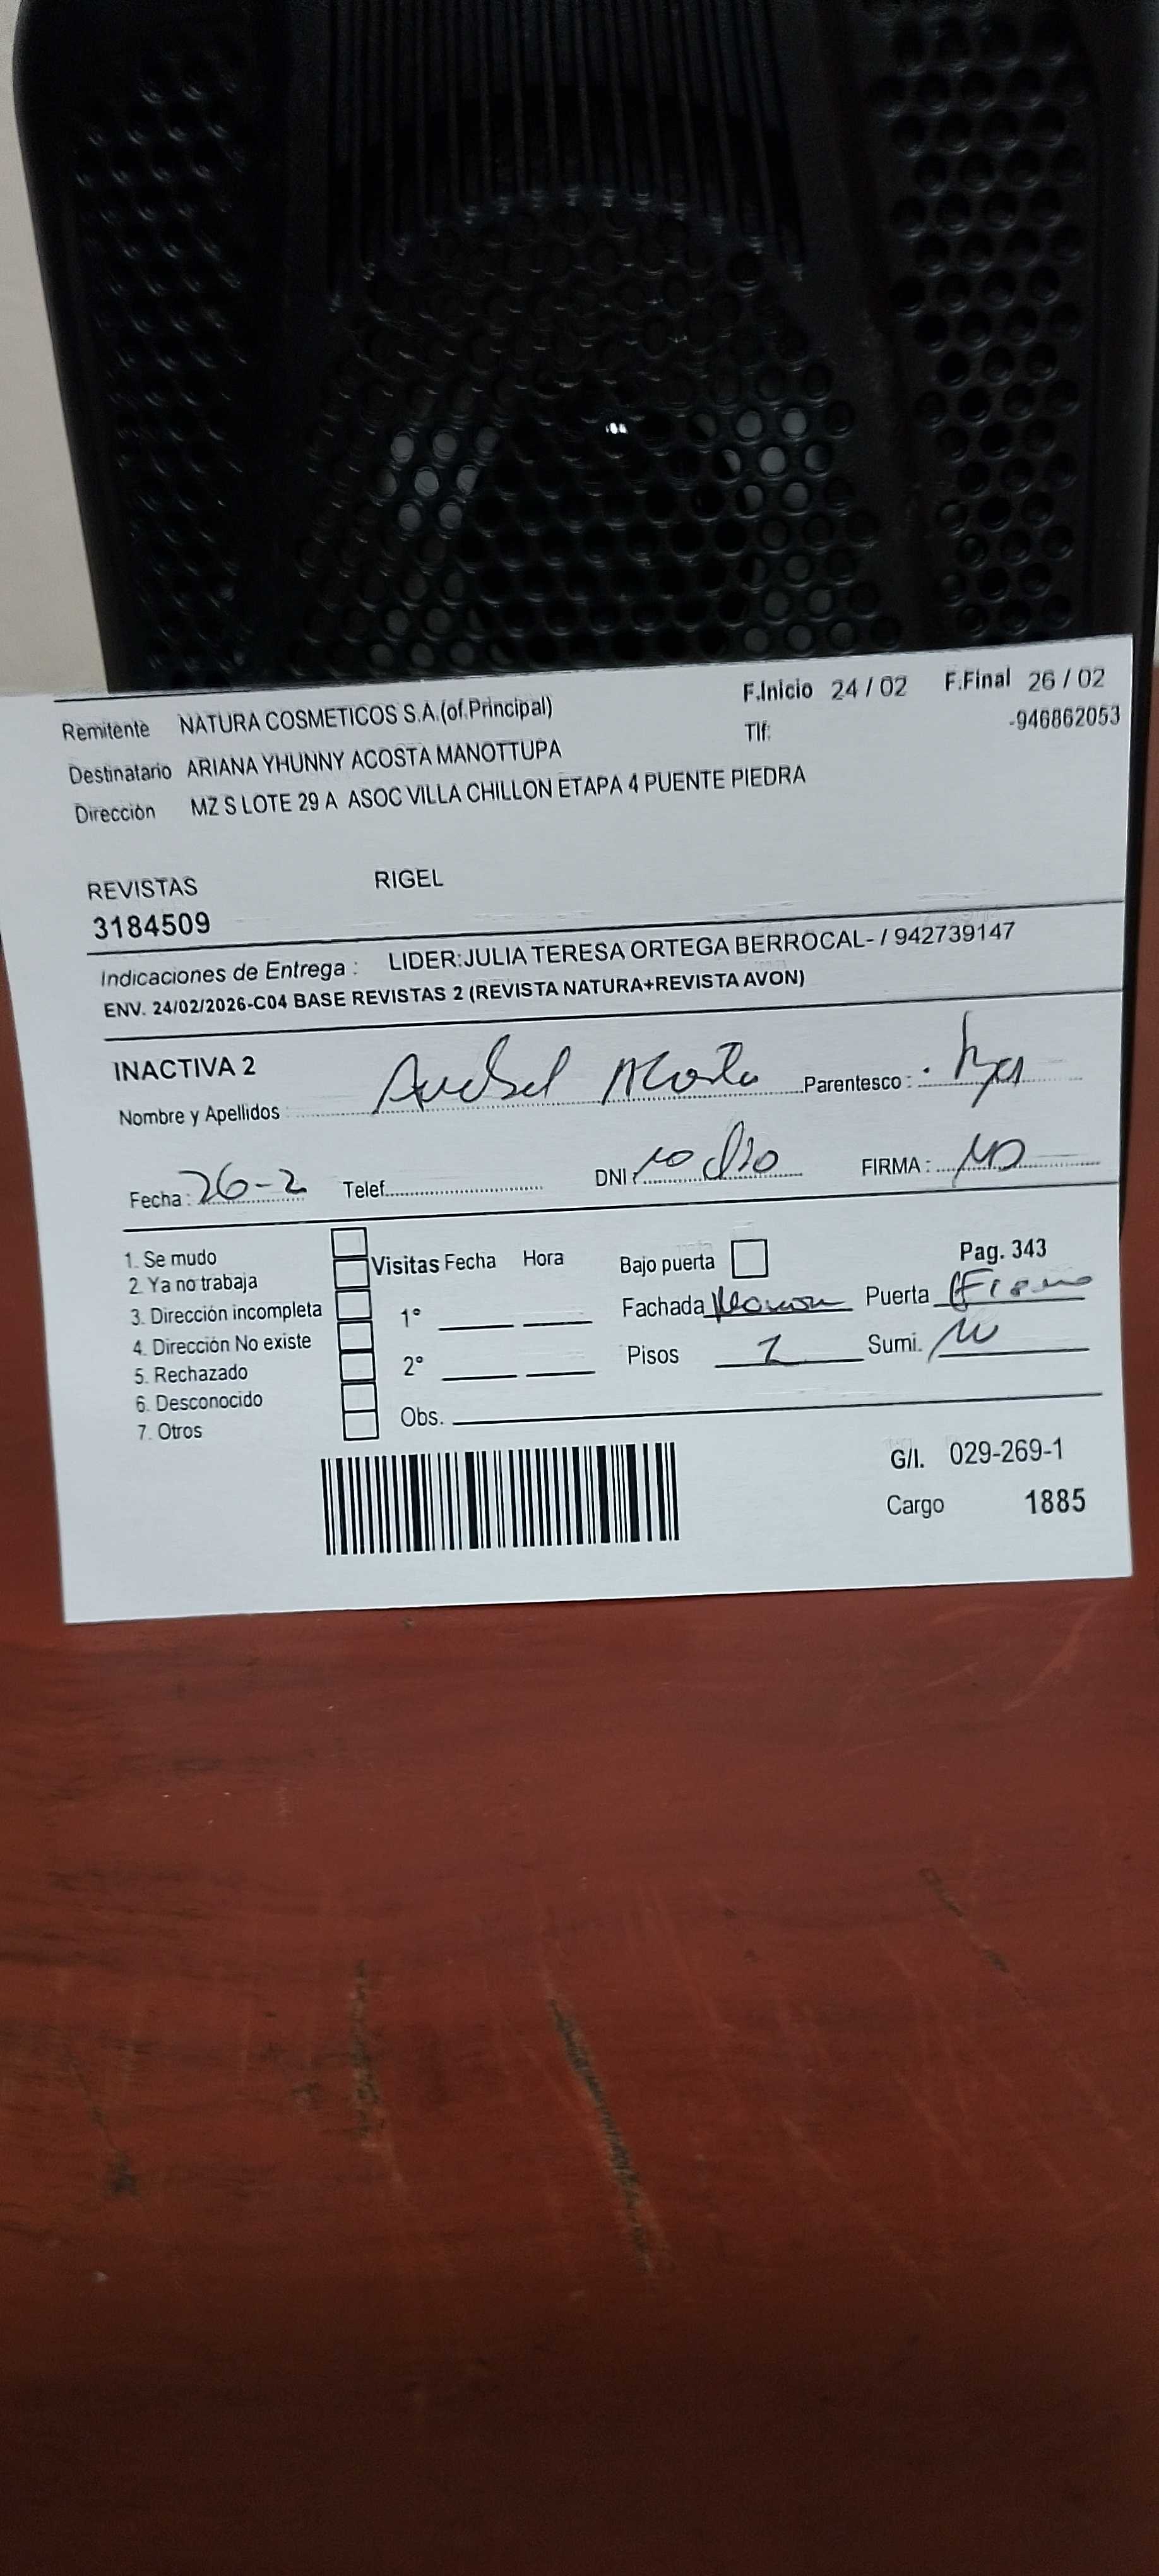 F.Inicio 24 / 02 F.Final 26 / 02
Remitente NATURA COSMETICOS S.A.(of.Principal)
Tlf: -946862053
Destinatario ARIANA YHUNNY ACOSTA MANOTTUPA
Dirección MZ S LOTE 29 A ASOC VILLA CHILLON ETAPA 4 PUENTE PIEDRA
REVISTAS RIGEL
3184509
Indicaciones de Entrega : LIDER:JULIA TERESA ORTEGA BERROCAL- / 942739147
ENV. 24/02/2026-C04 BASE REVISTAS 2 (REVISTA NATURA+REVISTA AVON)
INACTIVA 2
Nombre y Apellidos Acosta Parentesco :
Fecha : 26-2 Telef. DNI : no dio FIRMA :
1. Se mudo
2. Ya no trabaja
3. Dirección incompleta
4. Dirección No existe
5. Rechazado
6. Desconocido
7. Otros
Visitas Fecha Hora
1°
2°
Obs.
Bajo puerta Pag. 343
Fachada Puerta
Pisos Sumi.
G/I. 029-269-1
Cargo 1885